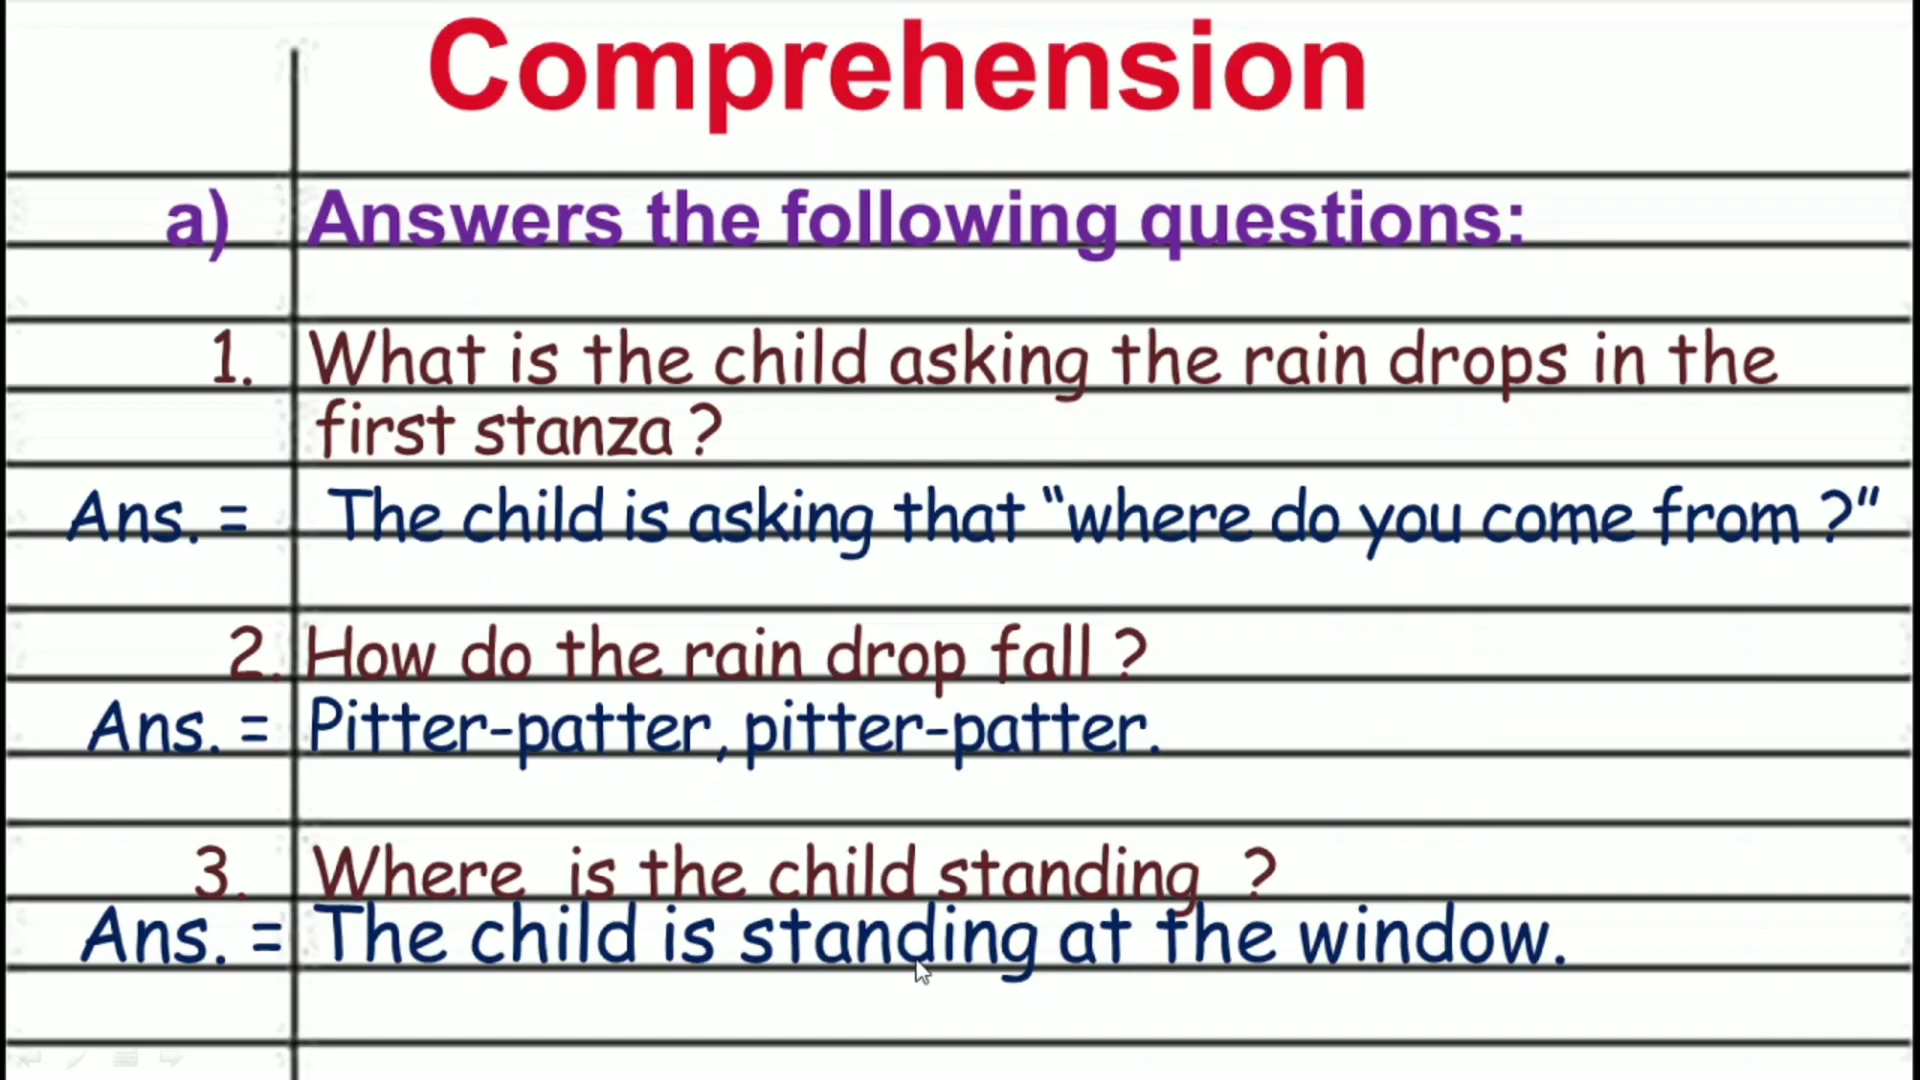 Comprehension
a) Answers the following questions:
1. What is the child asking the rain drops in the
first stanza ?
Ans. = The child is asking that “where do you come from ?”
2. How do the rain drop fall ?
Ans. = Pitter-patter, pitter-patter.
3. Where is the child standing ?
Ans. = The child is standing at the window.